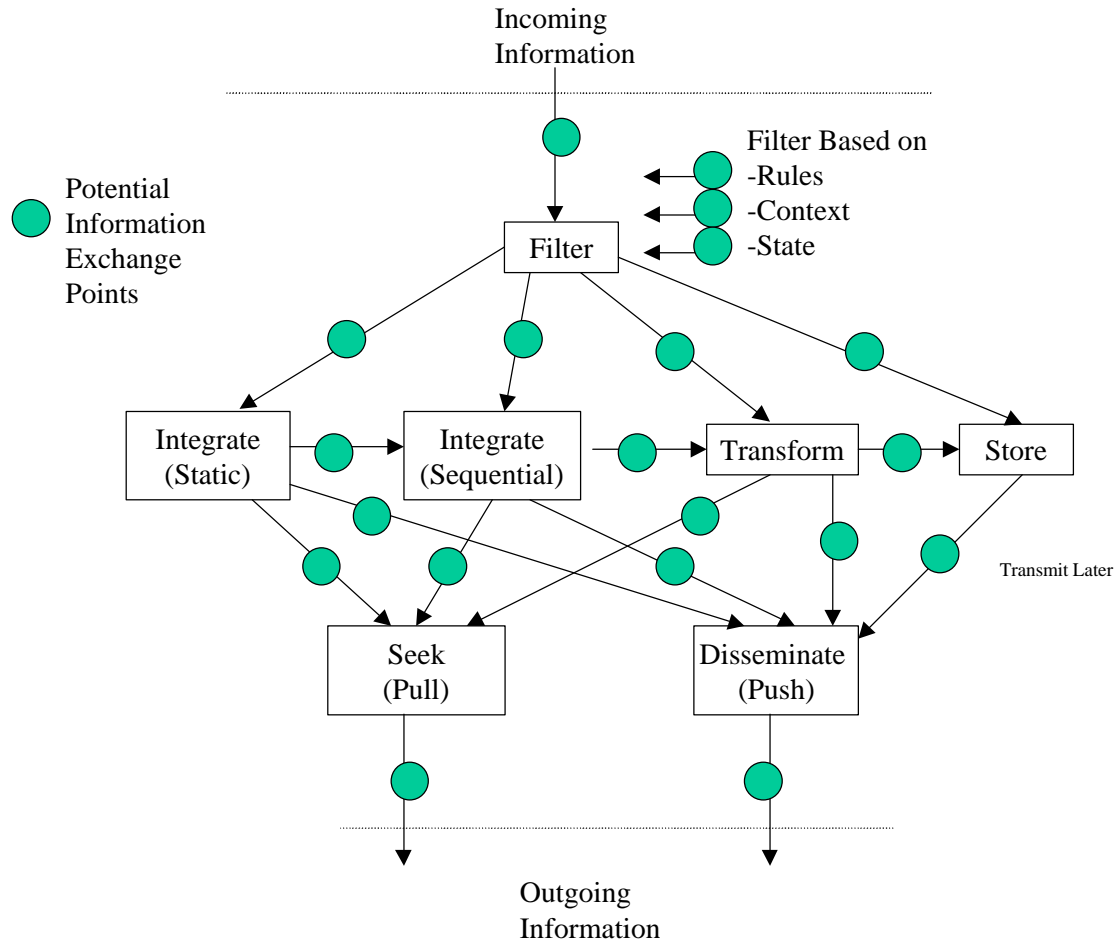 Incoming
Information
Filter Based on
-Rules
-Context
-State
Potential
Information
Exchange
Points
Filter
Integrate
(Static)
Integrate
(Sequential)
Transform
Store
Transmit Later
Seek
(Pull)
Disseminate
(Push)
Outgoing
Information